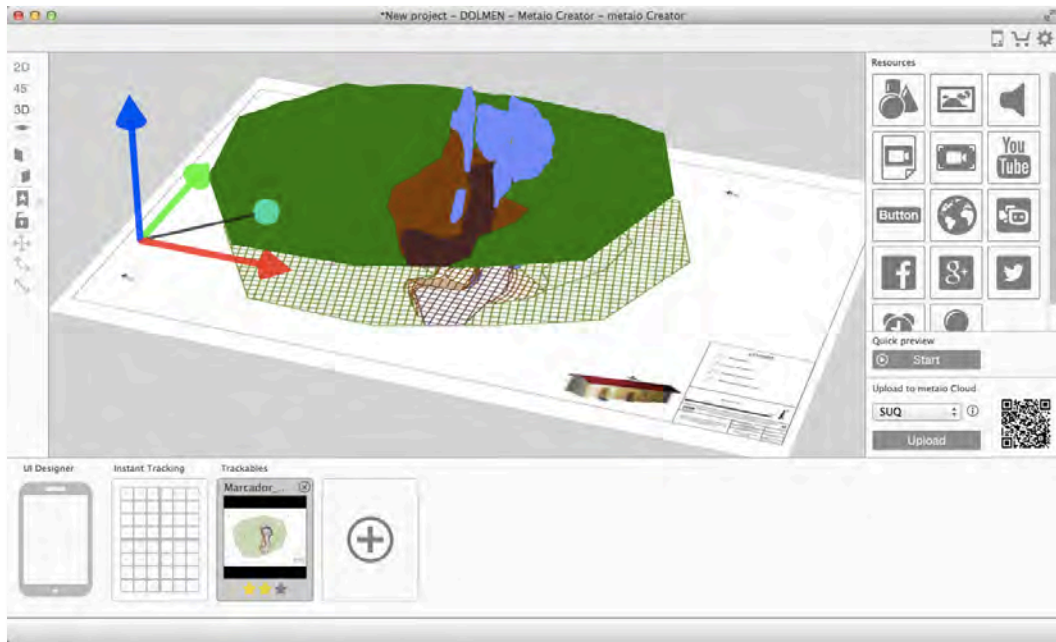 *New project – DOLMEN – Metaio Creator – metaio Creator
2D
45°
3D
Resources
You
Tube
Button
f
g+
Quick preview
Start
Upload to metaio Cloud
SUQ
Upload
UI Designer
Instant Tracking
Trackables
Marcador_...